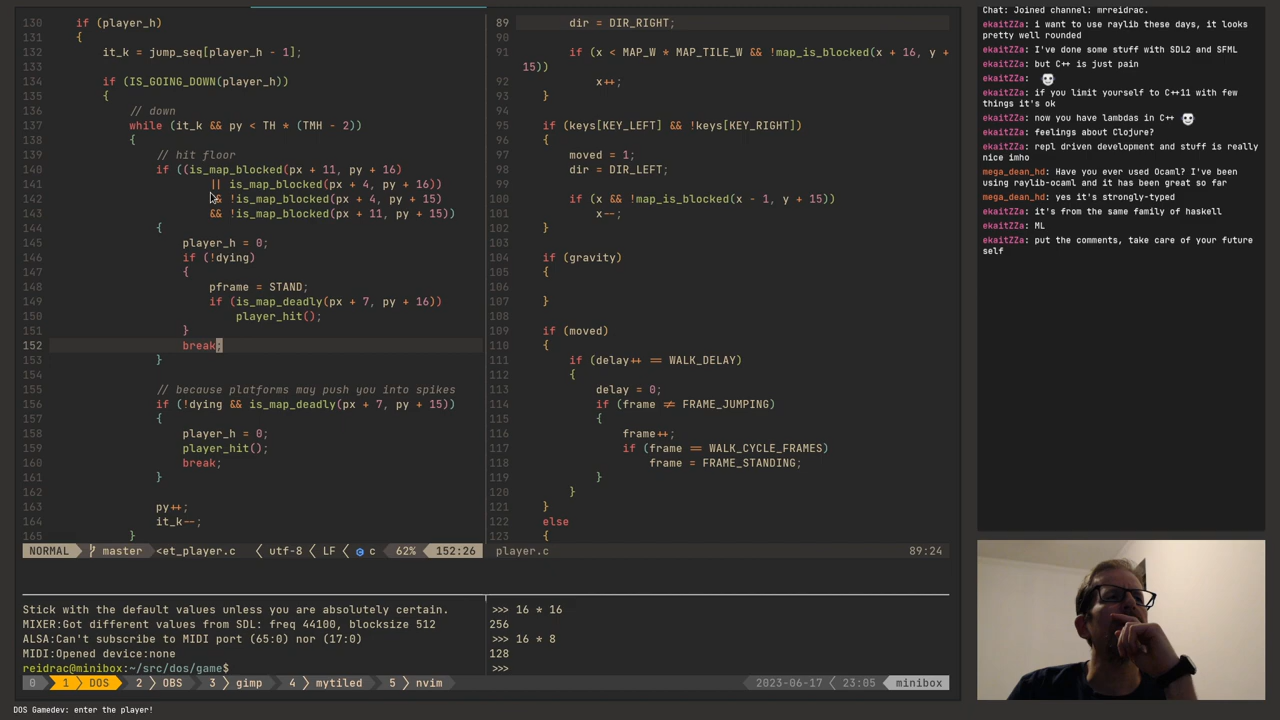 130     if (player_h)
131     {
132         it_k = jump_seq[player_h - 1];
133
134         if (IS_GOING_DOWN(player_h))
135         {
136             // down
137             while (it_k && py < TH * (TMH - 2))
138             {
139                 // hit floor
140                 if ((is_map_blocked(px + 11, py + 16)
141                         || is_map_blocked(px + 4, py + 16))
142                         && !is_map_blocked(px + 4, py + 15)
143                         && !is_map_blocked(px + 11, py + 15))
144                 {
145                     player_h = 0;
146                     if (!dying)
147                     {
148                         pframe = STAND;
149                         if (is_map_deadly(px + 7, py + 16))
150                             player_hit();
151                     }
152                     break;
153                 }
154
155                 // because platforms may push you into spikes
156                 if (!dying && is_map_deadly(px + 7, py + 15))
157                 {
158                     player_h = 0;
159                     player_hit();
160                     break;
161                 }
162
163                 py++;
164                 it_k--;
165             }
NORMAL master <et_player.c utf-8 LF c 62% 152:26
89         dir = DIR_RIGHT;
90
91         if (x < MAP_W * MAP_TILE_W && !map_is_blocked(x + 16, y +
15))
92             x++;
93     }
94
95     if (keys[KEY_LEFT] && !keys[KEY_RIGHT])
96     {
97         moved = 1;
98         dir = DIR_LEFT;
99
100         if (x && !map_is_blocked(x - 1, y + 15))
101             x--;
102     }
103
104     if (gravity)
105     {
106
107     }
108
109     if (moved)
110     {
111         if (delay++ == WALK_DELAY)
112         {
113             delay = 0;
114             if (frame ≠ FRAME_JUMPING)
115             {
116                 frame++;
117                 if (frame == WALK_CYCLE_FRAMES)
118                     frame = FRAME_STANDING;
119             }
120         }
121     }
122     else
123     {
player.c 89:24
Stick with the default values unless you are absolutely certain.
MIXER:Got different values from SDL: freq 44100, blocksize 512
ALSA:Can't subscribe to MIDI port (65:0) nor (17:0)
MIDI:Opened device:none
reidrac@minibox:~/src/dos/game$
>>> 16 * 16
256
>>> 16 * 8
128
>>>
0 1 DOS 2 OBS 3 gimp 4 mytiled 5 nvim 2023-06-17 23:05 minibox
DOS Gamedev: enter the player!
Chat: Joined channel: mrreidrac.
ekaitZZa: i want to use raylib these days, it looks
pretty well rounded
ekaitZZa: I've done some stuff with SDL2 and SFML
ekaitZZa: but C++ is just pain
ekaitZZa:
ekaitZZa: if you limit yourself to C++11 with few
things it's ok
ekaitZZa: now you have lambdas in C++
ekaitZZa: feelings about Clojure?
ekaitZZa: repl driven development and stuff is really
nice imho
mega_dean_hd: Have you ever used Ocaml? I've been
using raylib-ocaml and it has been great so far
mega_dean_hd: yes it's strongly-typed
ekaitZZa: it's from the same family of haskell
ekaitZZa: ML
ekaitZZa: put the comments, take care of your future
self